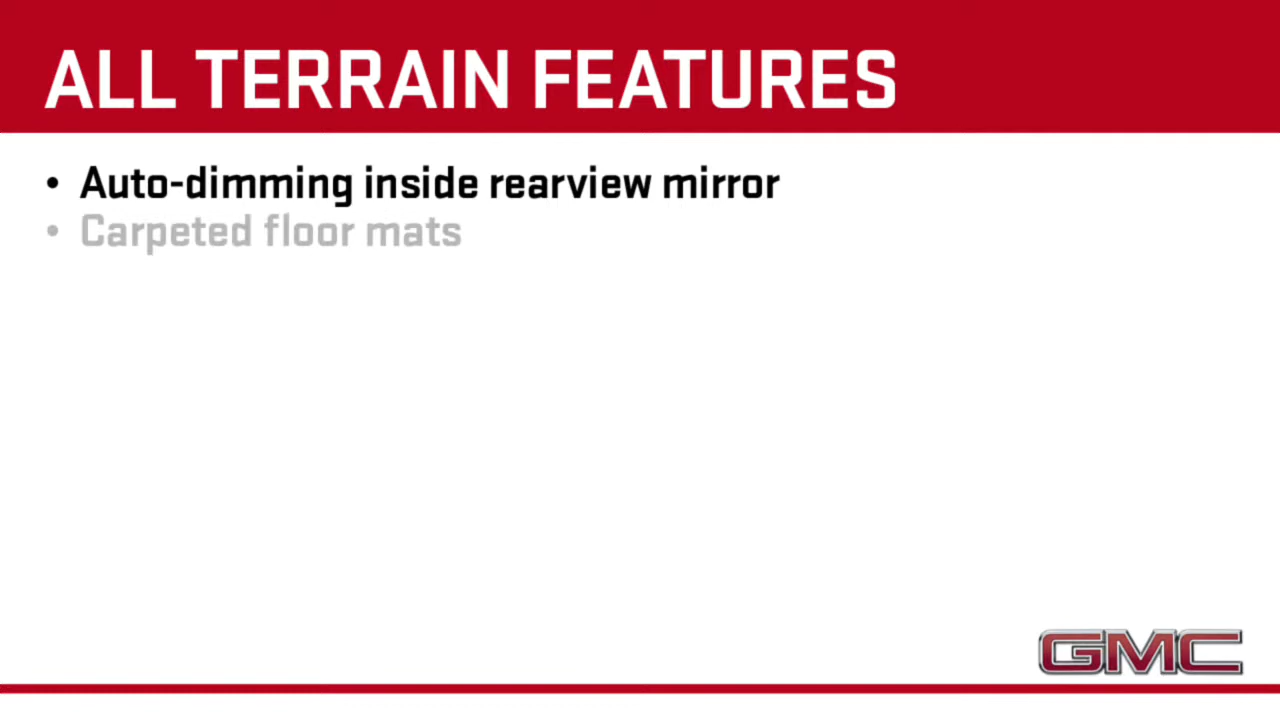 ALL TERRAIN FEATURES
• Auto-dimming inside rearview mirror
• Carpeted floor mats
GMC